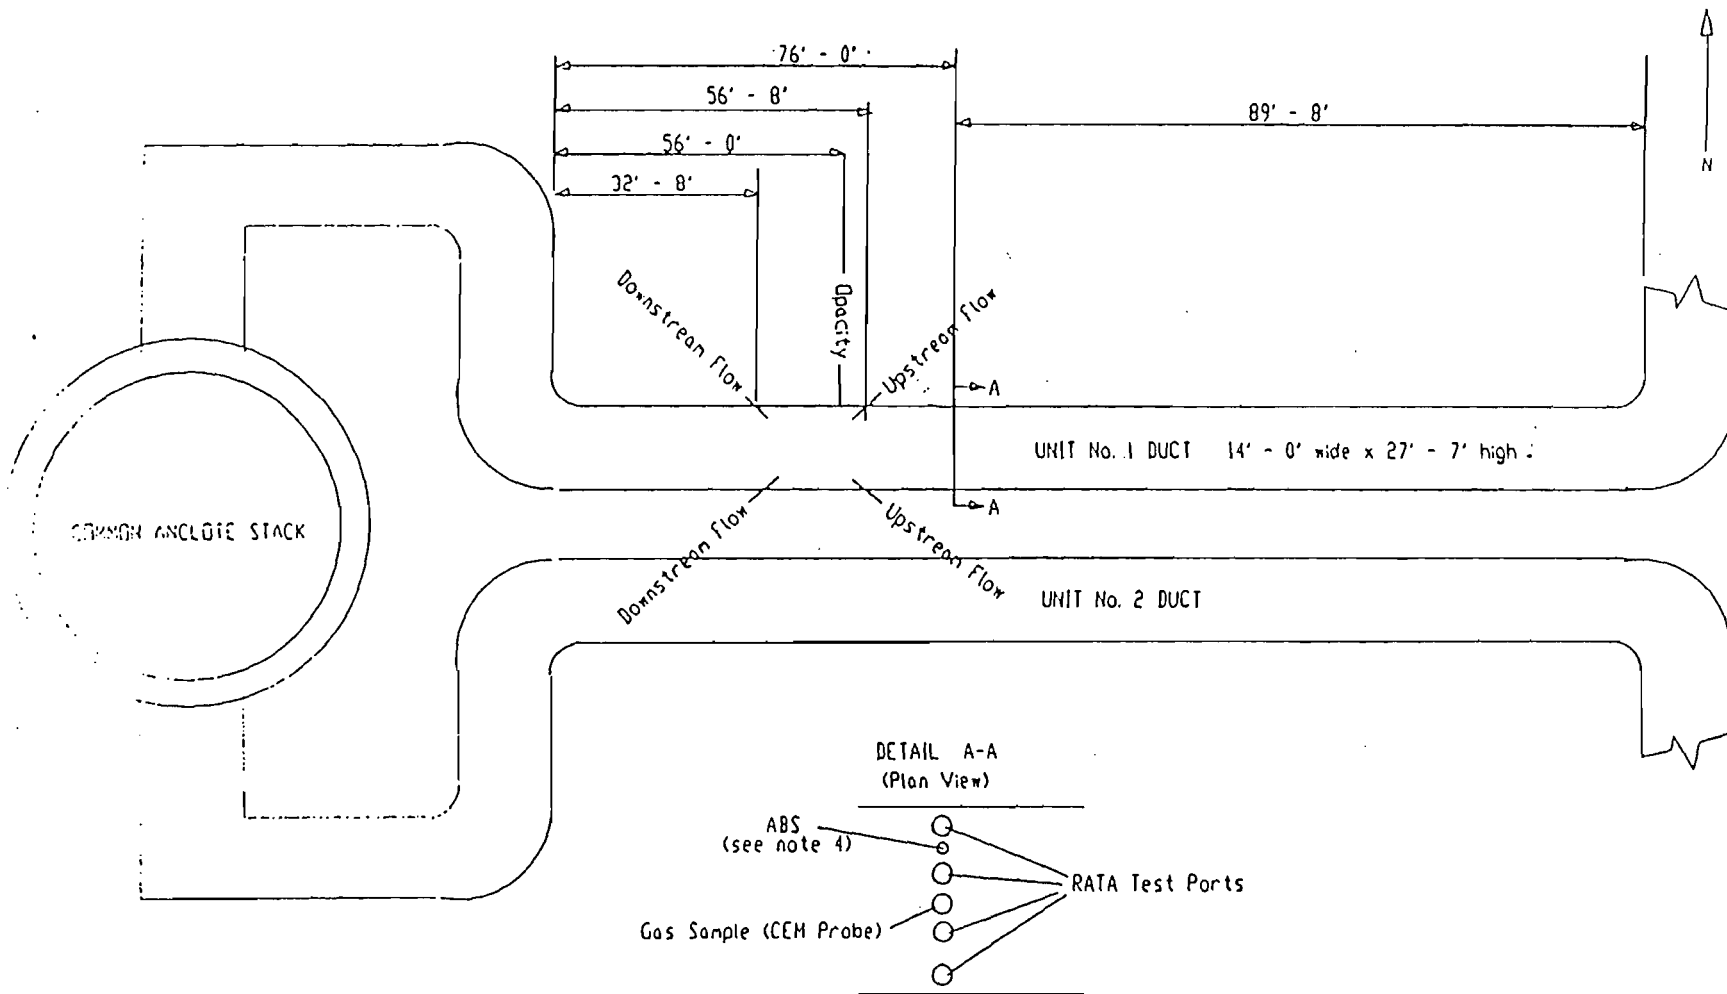 76' - 0'
56' - 8'
89' - 8'
56' - 0'
32' - 8'
N
Downstream Flow
Opacity
Upstream Flow
A
UNIT No. 1 DUCT 14' - 0' wide x 27' - 7' high
A
COMMON ANCLOTE STACK
Downstream Flow
Upstream Flow
UNIT No. 2 DUCT
DETAIL A-A
(Plan View)
ABS
(see note 4)
RATA Test Ports
Gas Sample (CEM Probe)